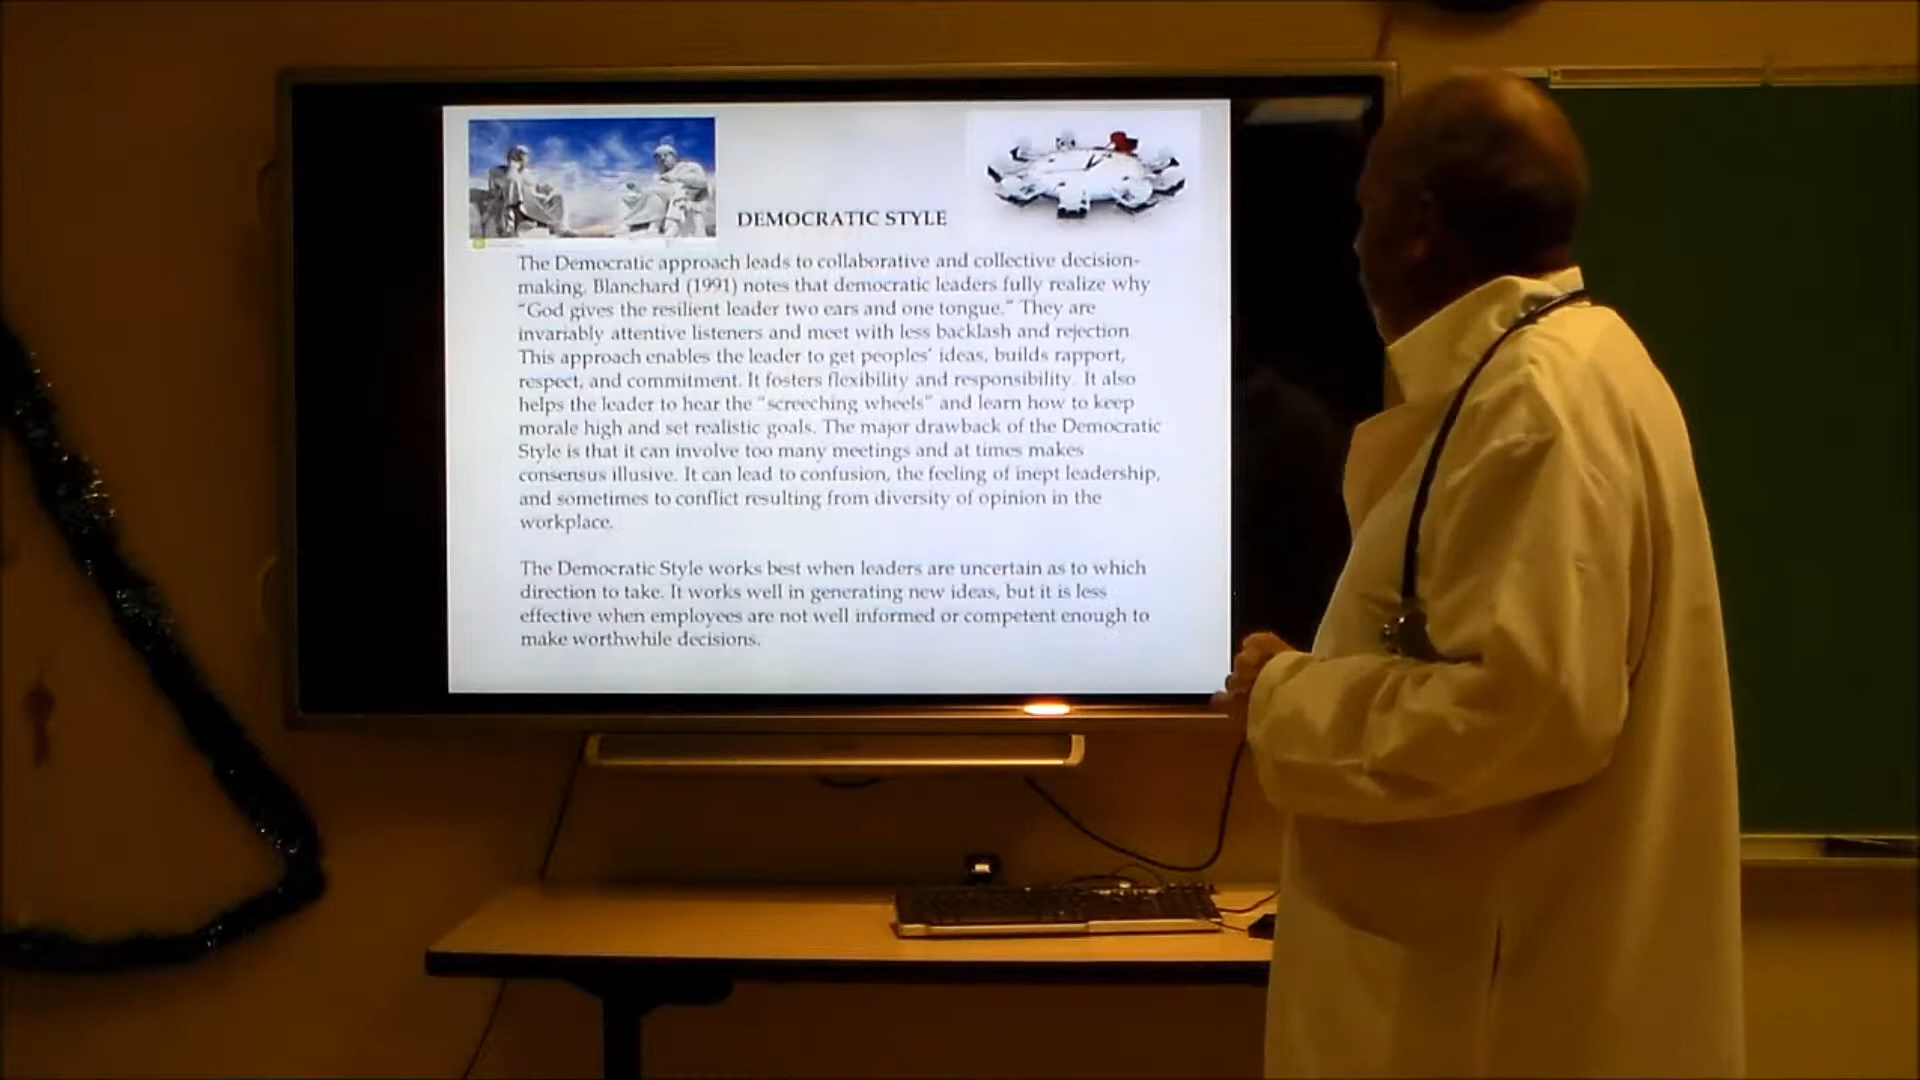 DEMOCRATIC STYLE
The Democratic approach leads to collaborative and collective decision-
making. Blanchard (1991) notes that democratic leaders fully realize why
"God gives the resilient leader two ears and one tongue." They are
invariably attentive listeners and meet with less backlash and rejection.
This approach enables the leader to get peoples' ideas, builds rapport,
respect, and commitment. It fosters flexibility and responsibility. It also
helps the leader to hear the "screeching wheels" and learn how to keep
morale high and set realistic goals. The major drawback of the Democratic
Style is that it can involve too many meetings and at times makes
consensus illusive. It can lead to confusion, the feeling of inept leadership,
and sometimes to conflict resulting from diversity of opinion in the
workplace.
The Democratic Style works best when leaders are uncertain as to which
direction to take. It works well in generating new ideas, but it is less
effective when employees are not well informed or competent enough to
make worthwhile decisions.